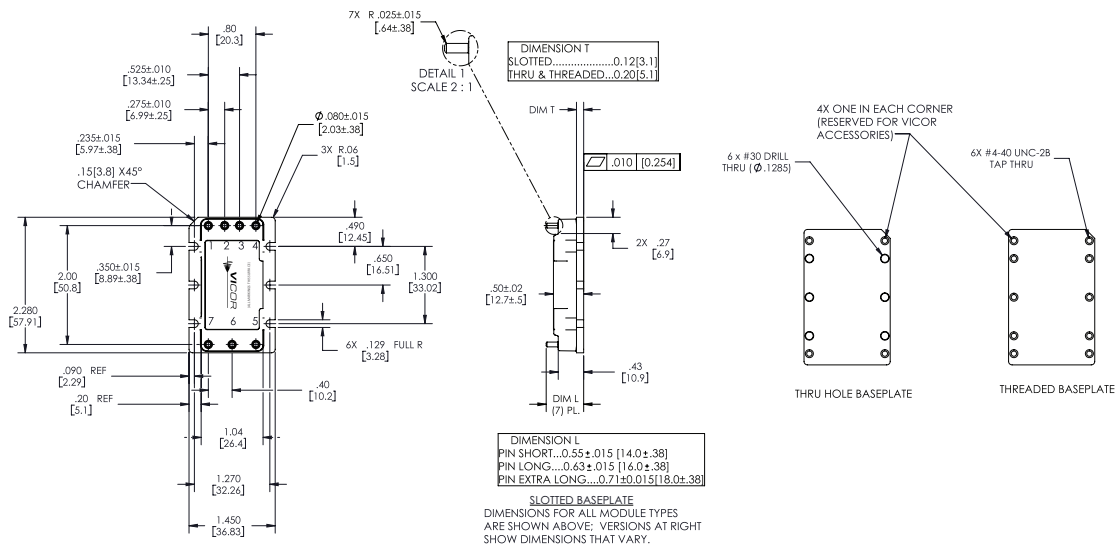 7X R .025±.015
[.64±.38]
DETAIL 1
SCALE 2 : 1
DIMENSION T
SLOTTED..................0.12[3.1]
THRU & THREADED...0.20[5.1]
.80
[20.3]
.525±.010
[13.34±.25]
.275±.010
[6.99±.25]
.235±.015
[5.97±.38]
.15[3.8] X45°
CHAMFER
Ø.080±.015
[2.03±.38]
3X R.06
[1.5]
1 2 3 4
VICOR
7 6 5
.490
[12.45]
.650
[16.51]
1.300
[33.02]
.350±.015
[8.89±.38]
2.00
[50.8]
2.280
[57.91]
6X .129 FULL R
[3.28]
.090 REF
[2.29]
.20 REF
[5.1]
.40
[10.2]
1.04
[26.4]
1.270
[32.26]
1.450
[36.83]
DIM T
.010 [0.254]
2X .27
[6.9]
.50±.02
[12.7±.5]
.43
[10.9]
DIM L
(7) PL.
DIMENSION L
PIN SHORT...0.55±.015 [14.0±.38]
PIN LONG....0.63±.015 [16.0±.38]
PIN EXTRA LONG....0.71±0.015[18.0±.38]
SLOTTED BASEPLATE
DIMENSIONS FOR ALL MODULE TYPES
ARE SHOWN ABOVE; VERSIONS AT RIGHT
SHOW DIMENSIONS THAT VARY.
4X ONE IN EACH CORNER
(RESERVED FOR VICOR
ACCESSORIES)
6 x #30 DRILL
THRU (Ø.1285)
6X #4-40 UNC-2B
TAP THRU
THRU HOLE BASEPLATE
THREADED BASEPLATE